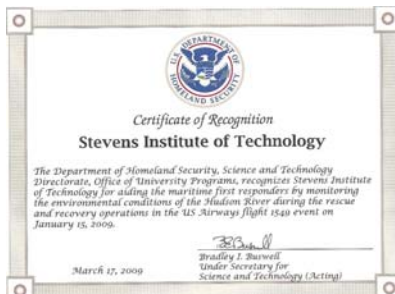 U.S. DEPARTMENT OF HOMELAND SECURITY
Certificate of Recognition
Stevens Institute of Technology
The Department of Homeland Security, Science and Technology
Directorate, Office of University Programs, recognizes Stevens Institute
of Technology for aiding the maritime first responders by monitoring
the environmental conditions of the Hudson River during the rescue
and recovery operations in the US Airways flight 1549 event on
January 15, 2009.
March 17, 2009
Bradley I. Buswell
Under Secretary for
Science and Technology (Acting)